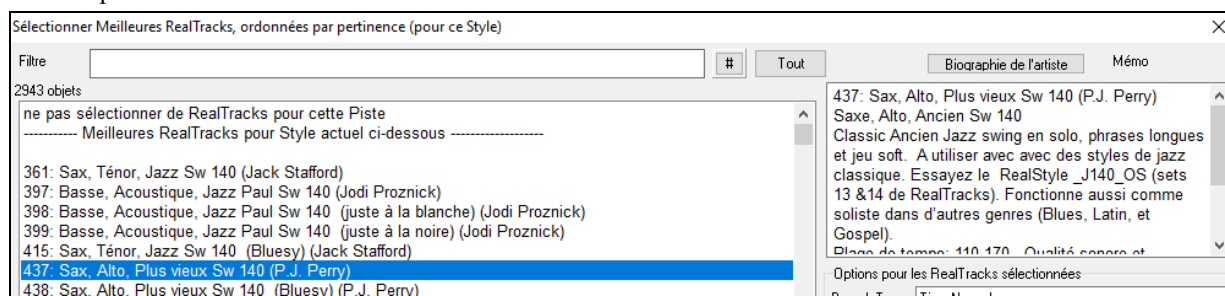 Sélectionner Meilleures RealTracks, ordonnées par pertinence (pour ce Style)
Filtre
#
Tout
Biographie de l'artiste
Mémo
2943 objets
ne pas sélectionner de RealTracks pour cette Piste
----------- Meilleures RealTracks pour Style actuel ci-dessous --------------------
361: Sax, Ténor, Jazz Sw 140 (Jack Stafford)
397: Basse, Acoustique, Jazz Paul Sw 140 (Jodi Proznick)
398: Basse, Acoustique, Jazz Paul Sw 140 (juste à la blanche) (Jodi Proznick)
399: Basse, Acoustique, Jazz Paul Sw 140 (juste à la noire) (Jodi Proznick)
415: Sax, Ténor, Jazz Sw 140 (Bluesy) (Jack Stafford)
437: Sax, Alto, Plus vieux Sw 140 (P.J. Perry)
438: Sax, Alto, Plus vieux Sw 140 (Bluesy) (P.J. Perry)
437: Sax, Alto, Plus vieux Sw 140 (P.J. Perry)
Saxe, Alto, Ancien Sw 140
Classic Ancien Jazz swing en solo, phrases longues
et jeu soft. A utiliser avec avec des styles de jazz
classique. Essayez le RealStyle _J140_OS (sets
13 &14 de RealTracks). Fonctionne aussi comme
soliste dans d'autres genres (Blues, Latin, et
Gospel).
Plage de tempo: 110-170 Qualité sonore et
Options pour les RealTracks sélectionnées